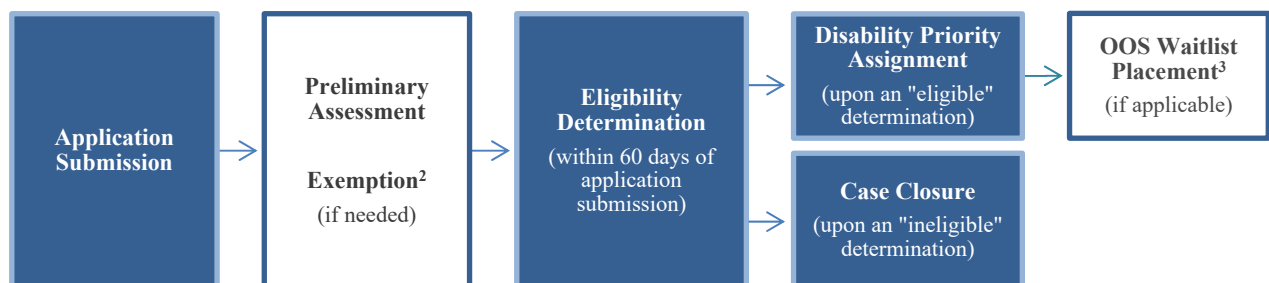 Application
Submission
Preliminary
Assessment
Exemption²
(if needed)
Eligibility
Determination
(within 60 days of
application
submission)
Disability Priority
Assignment
(upon an "eligible"
determination)
Case Closure
(upon an "ineligible"
determination)
OOS Waitlist
Placement³
(if applicable)